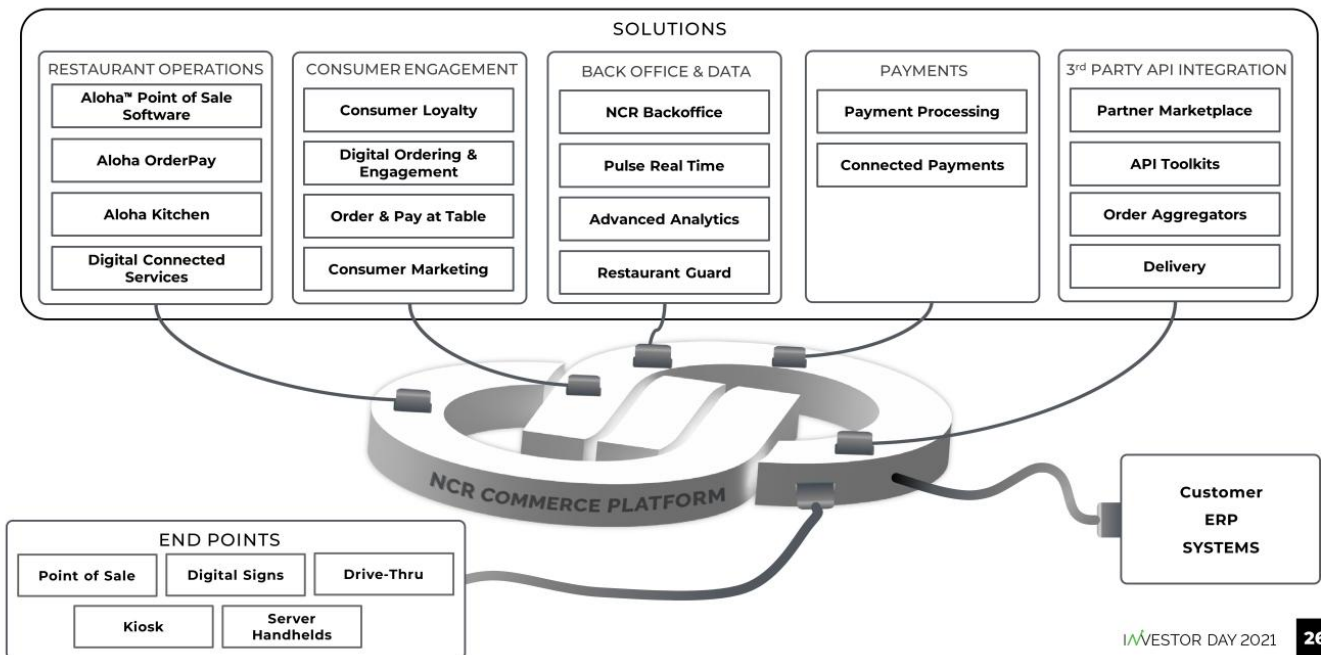 SOLUTIONS
RESTAURANT OPERATIONS
Aloha™ Point of Sale
Software
Aloha OrderPay
Aloha Kitchen
Digital Connected
Services
CONSUMER ENGAGEMENT
Consumer Loyalty
Digital Ordering &
Engagement
Order & Pay at Table
Consumer Marketing
BACK OFFICE & DATA
NCR Backoffice
Pulse Real Time
Advanced Analytics
Restaurant Guard
PAYMENTS
Payment Processing
Connected Payments
3rd PARTY API INTEGRATION
Partner Marketplace
API Toolkits
Order Aggregators
Delivery
NCR COMMERCE PLATFORM
Customer
ERP
SYSTEMS
END POINTS
Point of Sale
Digital Signs
Drive-Thru
Kiosk
Server
Handhelds
INVESTOR DAY 2021
26